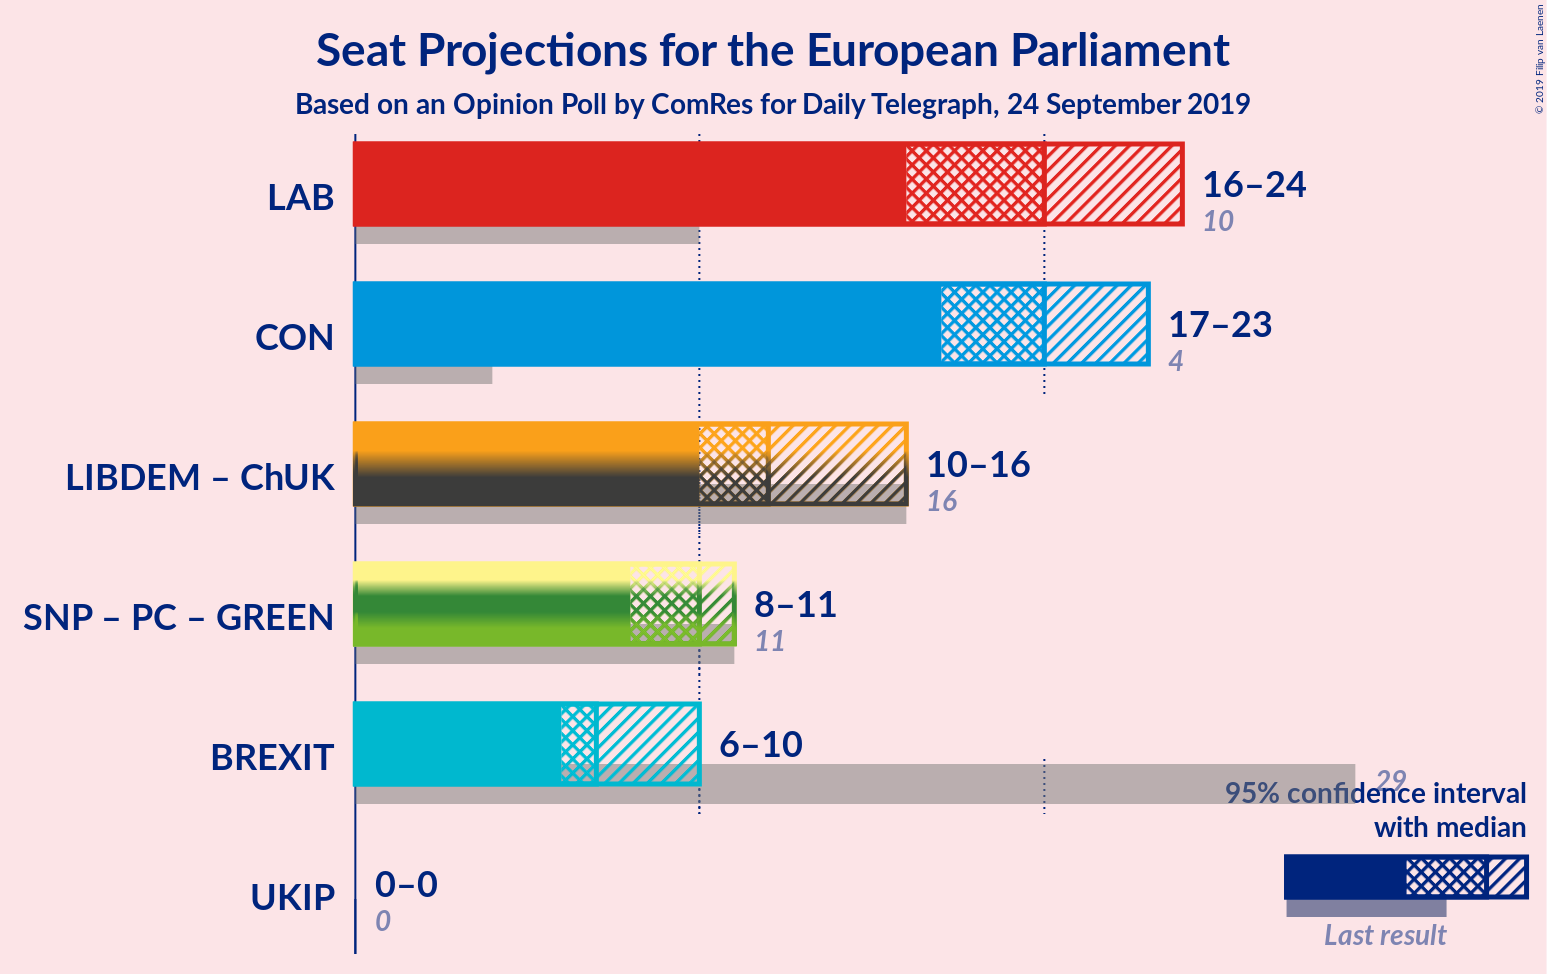 Seat Projections for the European Parliament
Based on an Opinion Poll by ComRes for Daily Telegraph, 24 September 2019
© 2019 Filip van Laenen
LAB
16–24
10
CON
17–23
4
LIBDEM – ChUK
10–16
16
SNP – PC – GREEN
8–11
11
BREXIT
6–10
29
95% confidence interval
with median
Last result
UKIP
0–0
0